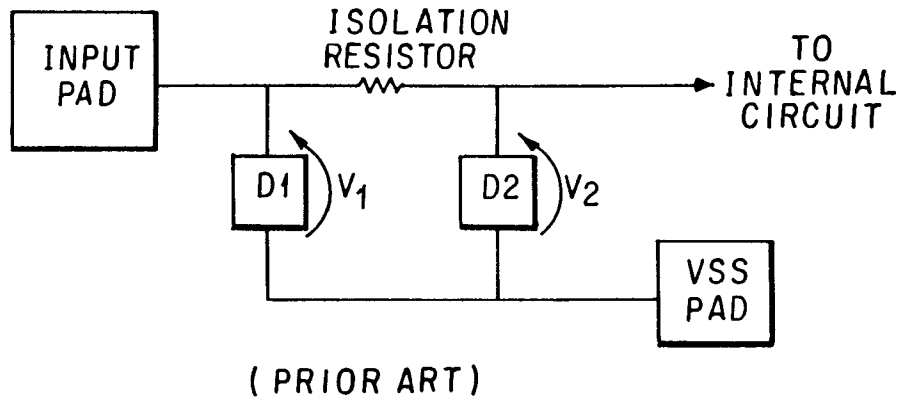 ISOLATION
RESISTOR
INPUT
PAD
TO
INTERNAL
CIRCUIT
D1
V1
D2
V2
VSS
PAD
(PRIOR ART)